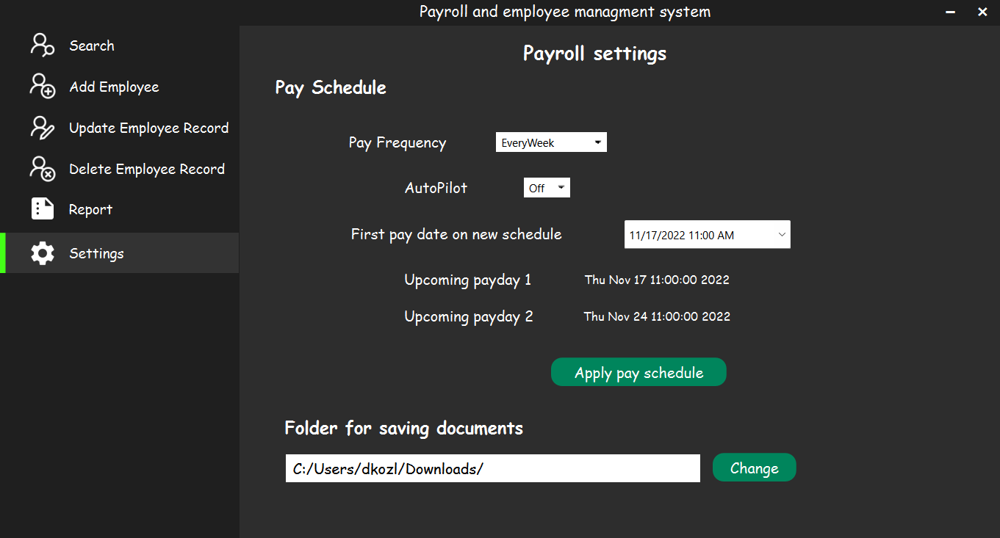 Payroll and employee managment system
Search
Add Employee
Update Employee Record
Delete Employee Record
Report
Settings
Payroll settings
Pay Schedule
Pay Frequency EveryWeek
AutoPilot Off
First pay date on new schedule 11/17/2022 11:00 AM
Upcoming payday 1 Thu Nov 17 11:00:00 2022
Upcoming payday 2 Thu Nov 24 11:00:00 2022
Apply pay schedule
Folder for saving documents
C:/Users/dkozl/Downloads/ Change